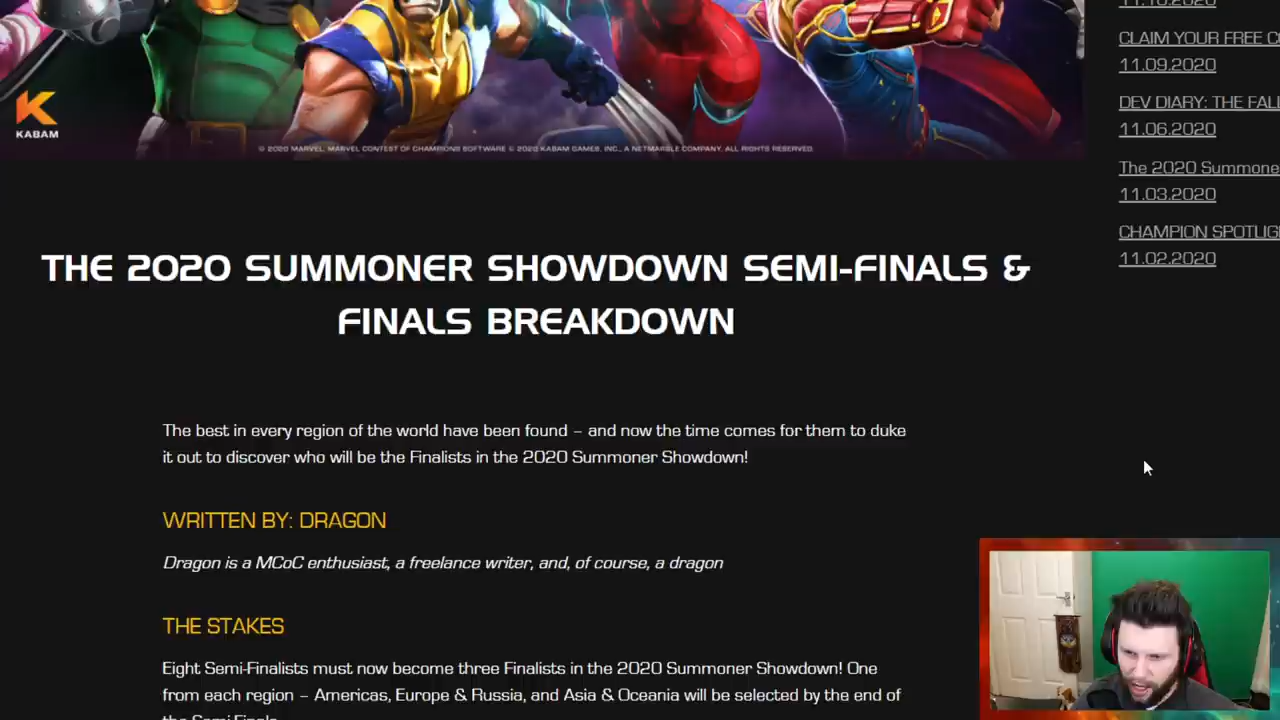 KABAM
© 2020 MARVEL. MARVEL CONTEST OF CHAMPIONS SOFTWARE © 2020 KABAM GAMES, INC., A NETMARBLE COMPANY. ALL RIGHTS RESERVED.
THE 2020 SUMMONER SHOWDOWN SEMI-FINALS &
FINALS BREAKDOWN
The best in every region of the world have been found – and now the time comes for them to duke
it out to discover who will be the Finalists in the 2020 Summoner Showdown!
WRITTEN BY: DRAGON
Dragon is a MCoC enthusiast, a freelance writer, and, of course, a dragon
THE STAKES
Eight Semi-Finalists must now become three Finalists in the 2020 Summoner Showdown! One
from each region – Americas, Europe & Russia, and Asia & Oceania will be selected by the end of
the Semi-Finals
CLAIM YOUR FREE
11.09.2020
DEV DIARY: THE
11.06.2020
The 2020 Summone
11.03.2020
CHAMPION
11.02.2020